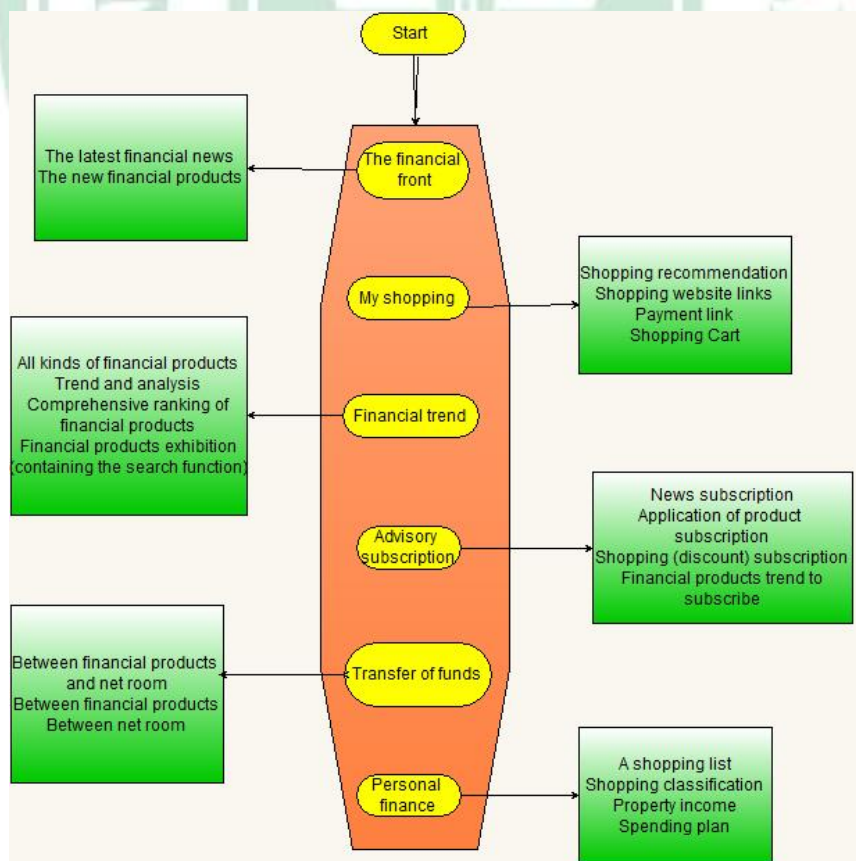 Start
The latest financial news
The new financial products
The financial
front
My shopping
Shopping recommendation
Shopping website links
Payment link
Shopping Cart
All kinds of financial products
Trend and analysis
Comprehensive ranking of
financial products
Financial products exhibition
(containing the search function)
Financial trend
Advisory
subscription
News subscription
Application of product
subscription
Shopping (discount) subscription
Financial products trend to
subscribe
Between financial products
and net room
Between financial products
Between net room
Transfer of funds
Personal
finance
A shopping list
Shopping classification
Property income
Spending plan